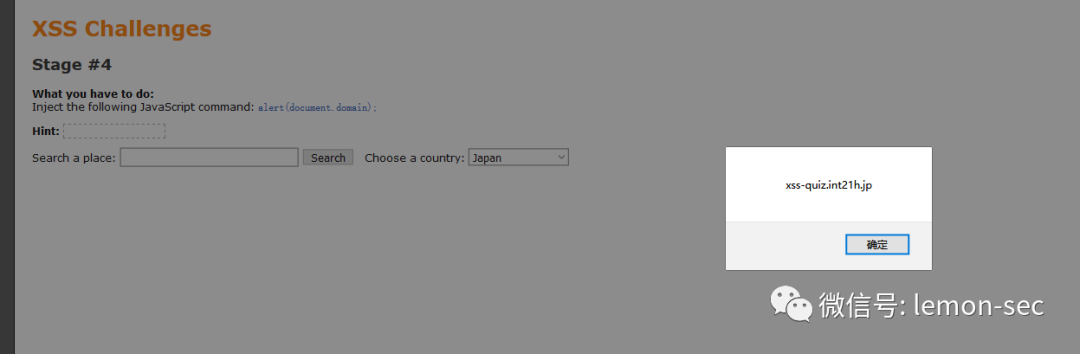 XSS Challenges
Stage #4
What you have to do:
Inject the following JavaScript command: alert(document.domain);
Hint:
Search a place: Search Choose a country: Japan
xss-quiz.int21h.jp
确定
微信号: lemon-sec